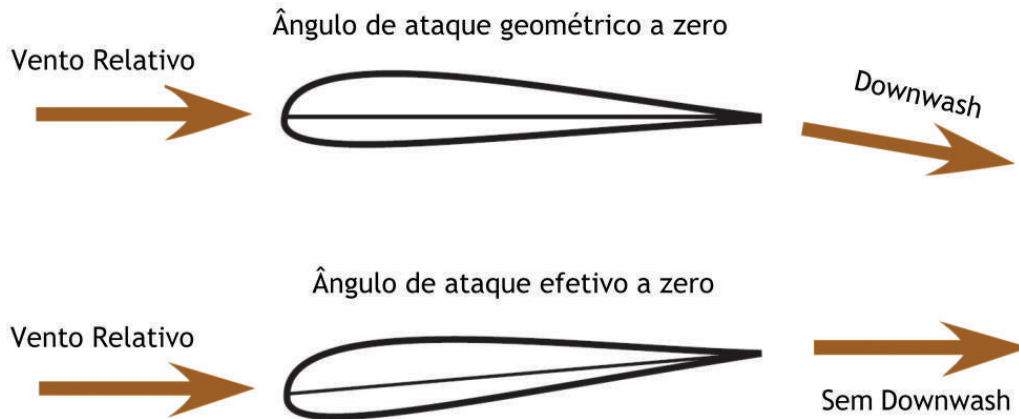 Ângulo de ataque geométrico a zero
Vento Relativo
Downwash
Ângulo de ataque efetivo a zero
Vento Relativo
Sem Downwash